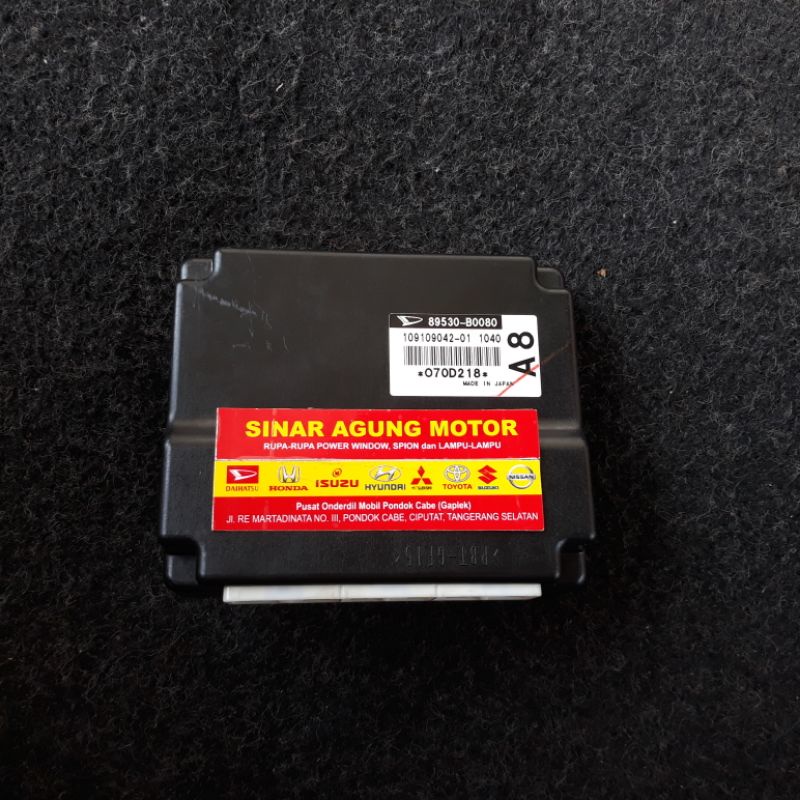 89530-B0080
109109042-01 1040
*070D218*
MADE IN JAPAN
A8
SINAR AGUNG MOTOR
RUPA-RUPA POWER WINDOW, SPION dan LAMPU-LAMPU
DAIHATSU HONDA ISUZU HYUNDAI TOYOTA SUZUKI NISSAN
Pusat Onderdil Mobil Pondok Cabe (Gaplek)
Jl. RE MARTADINATA NO. III, PONDOK CABE, CIPUTAT, TANGERANG SELATAN
>PBT-GF15<